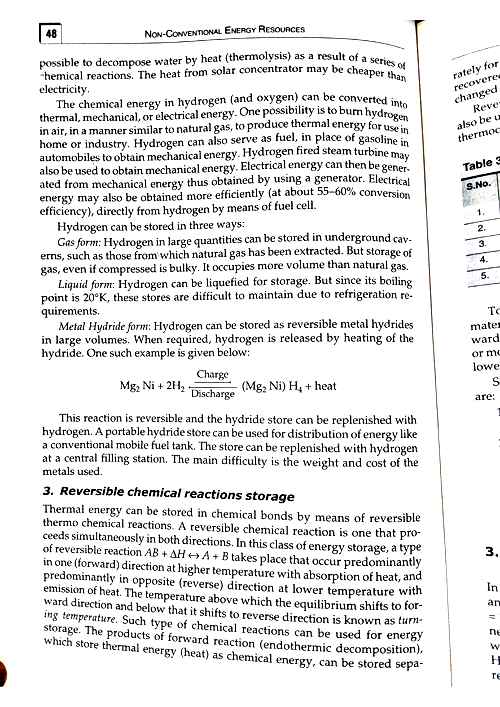 48
NON-CONVENTIONAL ENERGY RESOURCES
possible to decompose water by heat (thermolysis) as a result of a series of
chemical reactions. The heat from solar concentrator may be cheaper than
electricity.
The chemical energy in hydrogen (and oxygen) can be converted into
thermal, mechanical, or electrical energy. One possibility is to burn hydrogen
in air, in a manner similar to natural gas, to produce thermal energy for use in
home or industry. Hydrogen can also serve as fuel, in place of gasoline in
automobiles to obtain mechanical energy. Hydrogen fired steam turbine may
also be used to obtain mechanical energy. Electrical energy can then be gener-
ated from mechanical energy thus obtained by using a generator. Electrical
energy may also be obtained more efficiently (at about 55–60% conversion
efficiency), directly from hydrogen by means of fuel cell.
Hydrogen can be stored in three ways:
Gas form: Hydrogen in large quantities can be stored in underground cav-
erns, such as those from which natural gas has been extracted. But storage of
gas, even if compressed is bulky. It occupies more volume than natural gas.
Liquid form: Hydrogen can be liquefied for storage. But since its boiling
point is 20°K, these stores are difficult to maintain due to refrigeration re-
quirements.
Metal Hydride form: Hydrogen can be stored as reversible metal hydrides
in large volumes. When required, hydrogen is released by heating of the
hydride. One such example is given below:
Charge
Mg₂ Ni + 2H₂ (Mg₂ Ni) H₄ + heat
Discharge
This reaction is reversible and the hydride store can be replenished with
hydrogen. A portable hydride store can be used for distribution of energy like
a conventional mobile fuel tank. The store can be replenished with hydrogen
at a central filling station. The main difficulty is the weight and cost of the
metals used.
3. Reversible chemical reactions storage
Thermal energy can be stored in chemical bonds by means of reversible
thermo chemical reactions. A reversible chemical reaction is one that pro-
ceeds simultaneously in both directions. In this class of energy storage, a type
of reversible reaction AB + ΔH ↔ A + B takes place that occur predominantly
in one (forward) direction at higher temperature with absorption of heat, and
predominantly in opposite (reverse) direction at lower temperature with
emission of heat. The temperature above which the equilibrium shifts to for-
ward direction and below that it shifts to reverse direction is known as turn-
ing temperature. Such type of chemical reactions can be used for energy
storage. The products of forward reaction (endothermic decomposition),
which store thermal energy (heat) as chemical energy, can be stored sepa-
rately for
recovere
changed
Reve
also be u
thermoc
Table 3
S.No.
1.
2.
3.
4.
5.
To
mater
ward
or mo
lowe
S
are:
3.
In
an
=
ne
w
H
re